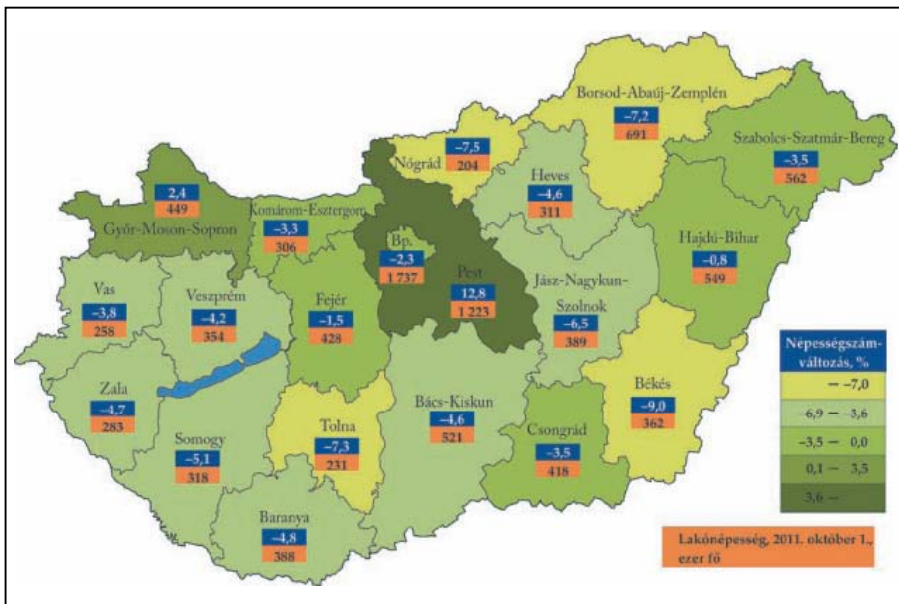 Borsod-Abaúj-Zemplén
–7,2
691
Szabolcs-Szatmár-Bereg
–3,5
562
–7,5
204
Nógrád
Heves
–4,6
311
2,4
449
Győr-Moson-Sopron
Komárom-Esztergom
–3,3
306
Hajdú-Bihar
–0,8
549
Bp.
–2,3
1 737
Pest
12,8
1 223
Jász-Nagykun-
Szolnok
–6,5
389
Vas
–3,8
258
Veszprém
–4,2
354
Fejér
–1,5
428
Zala
–4,7
283
Somogy
–5,1
318
Tolna
–7,3
231
Bács-Kiskun
–4,6
521
Csongrád
–3,5
418
Békés
–9,0
362
Baranya
–4,8
388
Népességszám-
változás, %
— –7,0
–6,9 — –3,6
–3,5 — 0,0
0,1 — 3,5
3,6 —
Lakónépesség, 2011. október 1.,
ezer fő